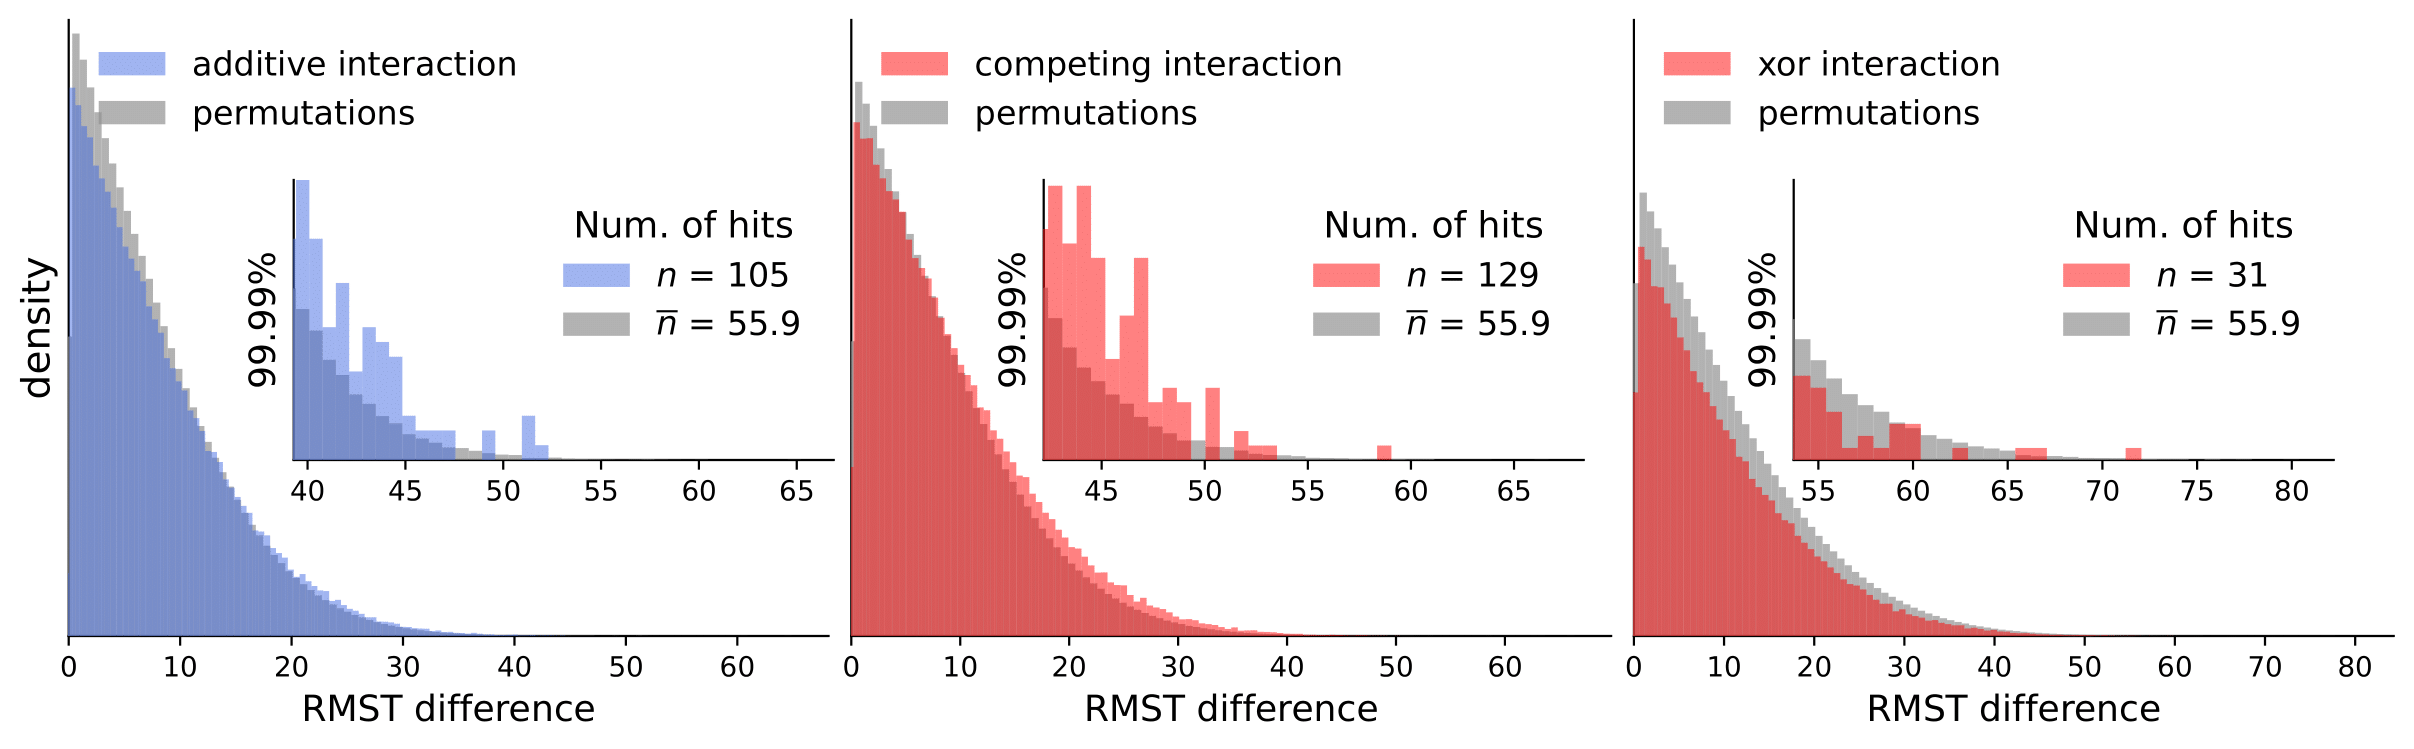 additive interaction
permutations
density
99.99%
Num. of hits
n = 105
n̅ = 55.9
40 45 50 55 60 65
0 10 20 30 40 50 60
RMST difference
competing interaction
permutations
99.99%
Num. of hits
n = 129
n̅ = 55.9
45 50 55 60 65
0 10 20 30 40 50 60
RMST difference
xor interaction
permutations
99.99%
Num. of hits
n = 31
n̅ = 55.9
55 60 65 70 75 80
0 10 20 30 40 50 60 70 80
RMST difference